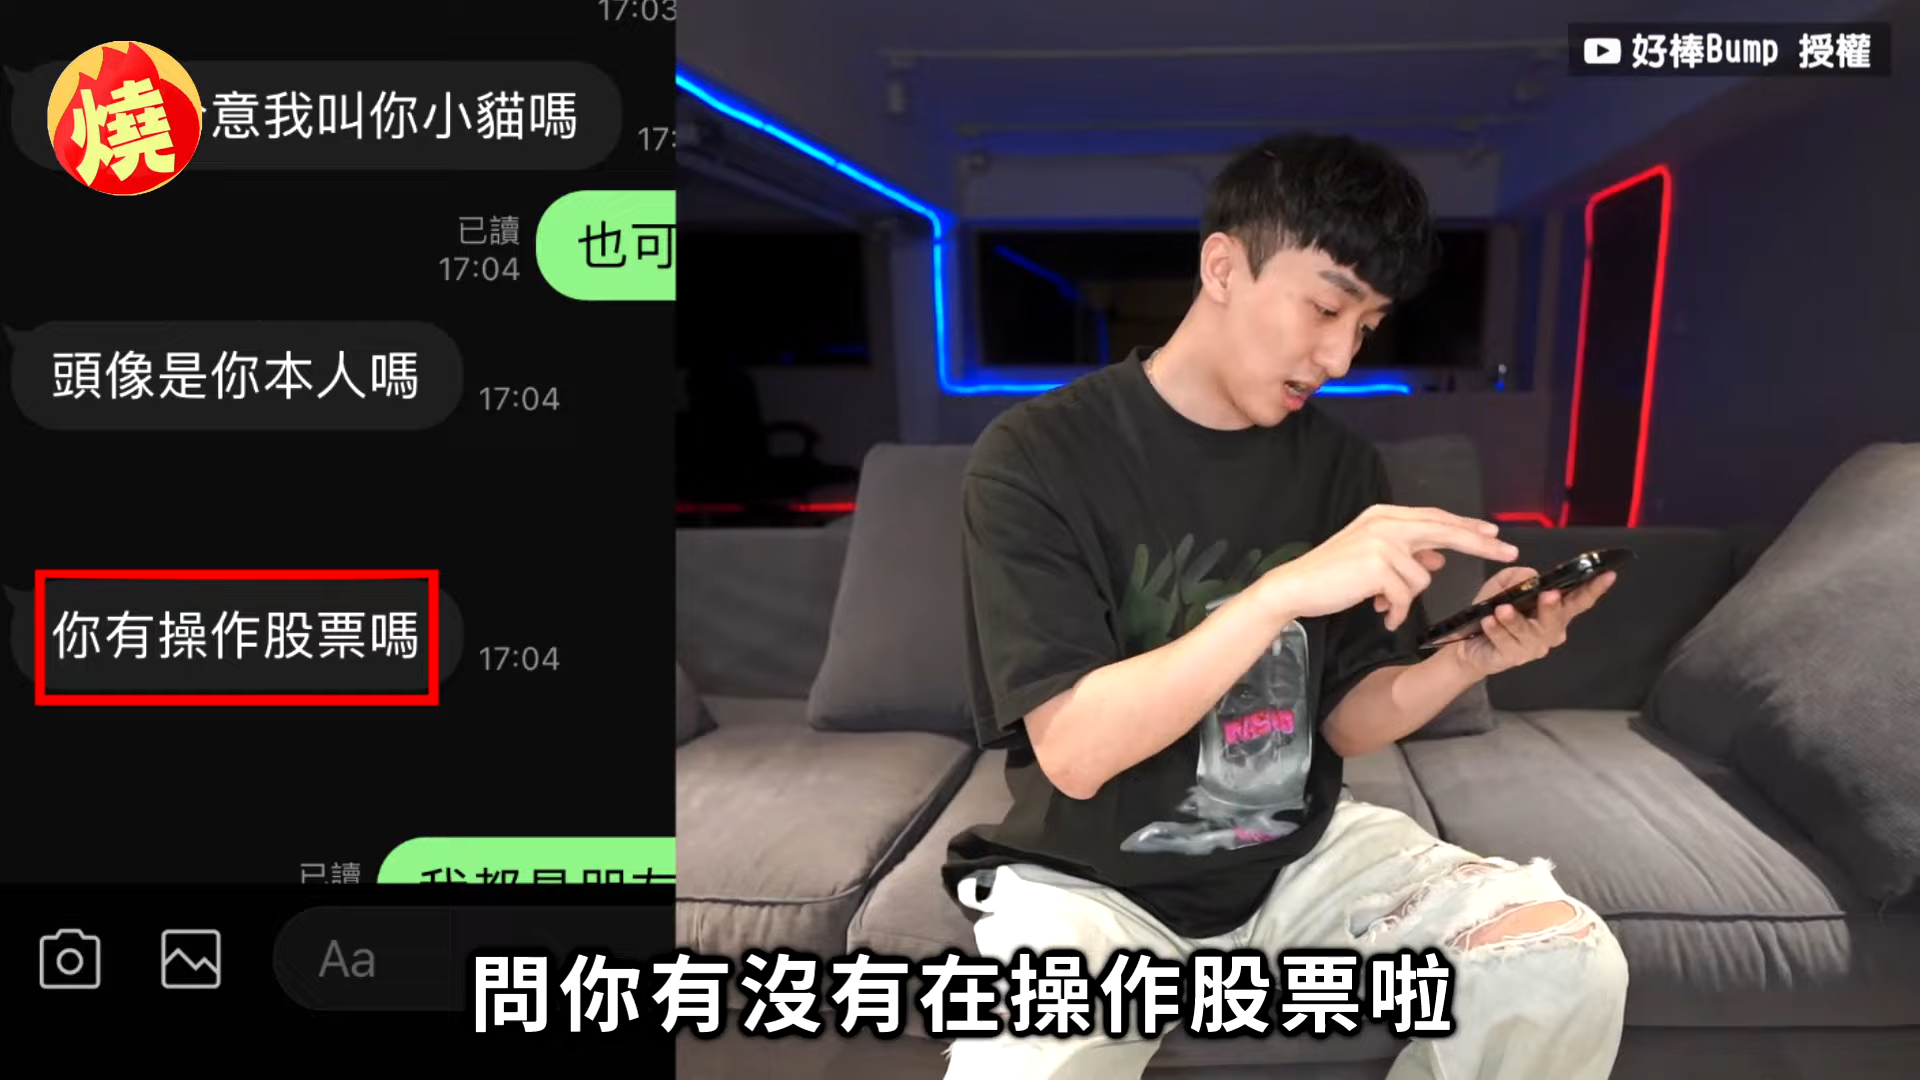 17:03
燒
意我叫你小貓嗎
17:
已讀
17:04
也可
頭像是你本人嗎
17:04
你有操作股票嗎
17:04
已讀
Aa
問你有沒有在操作股票啦
好棒Bump 授權